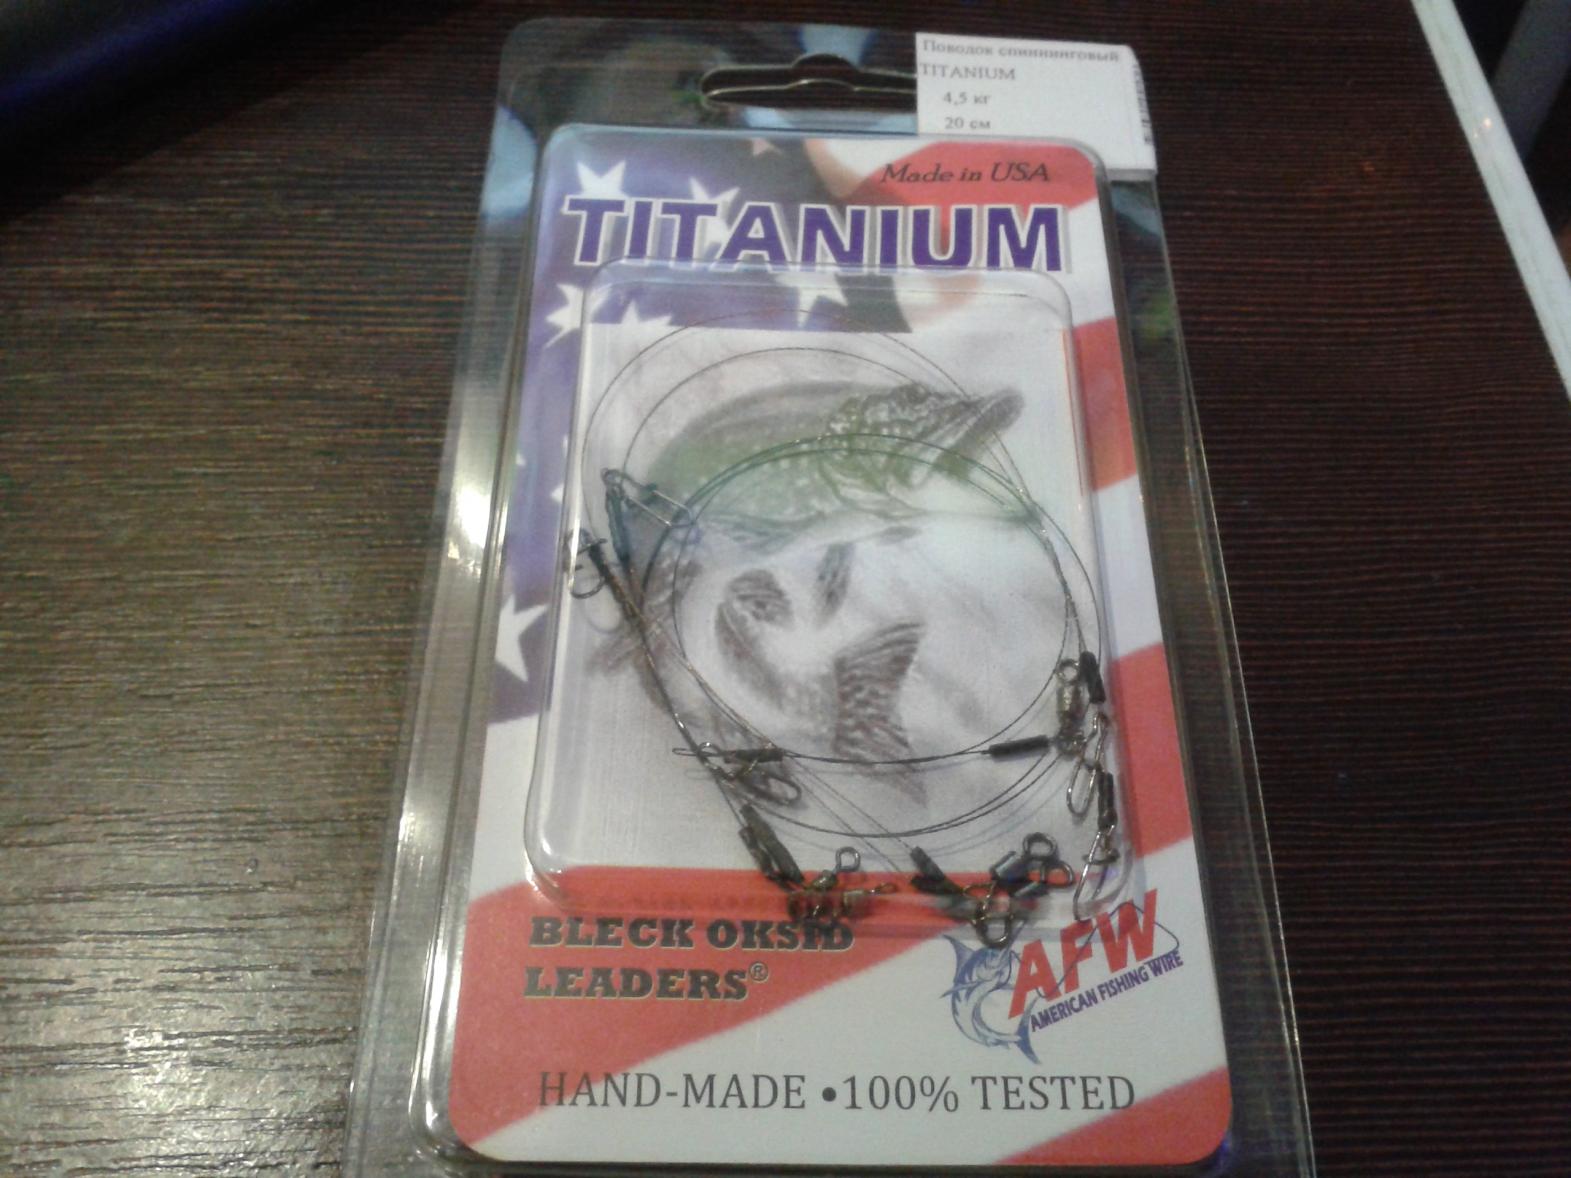 Поводок спиннинговый
TITANIUM
4,5 кг
20 см
Made in USA
TITANIUM
BLECK OKSID
LEADERS®
AFW
AMERICAN FISHING WIRE
HAND-MADE •100% TESTED